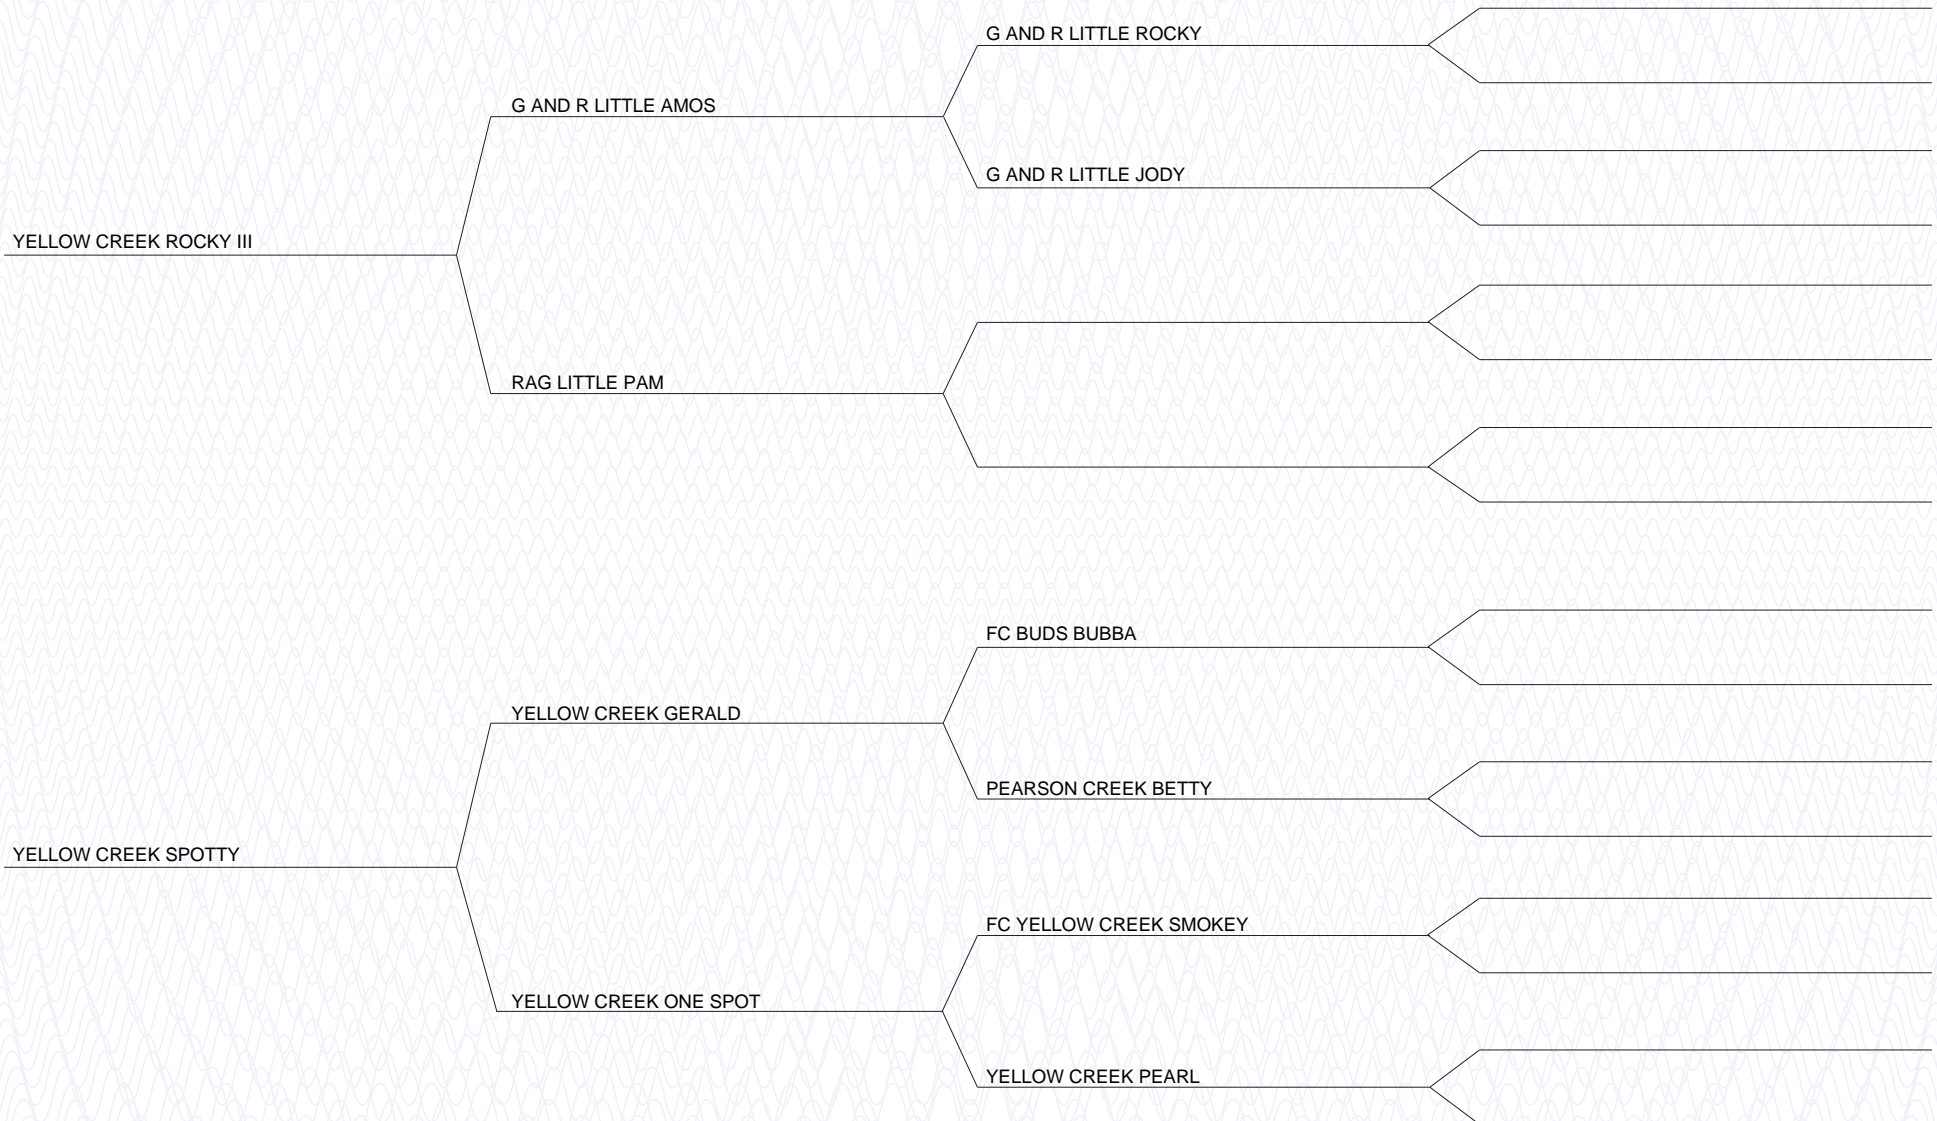 G AND R LITTLE ROCKY
G AND R LITTLE AMOS
G AND R LITTLE JODY
YELLOW CREEK ROCKY III
RAG LITTLE PAM
FC BUDS BUBBA
YELLOW CREEK GERALD
PEARSON CREEK BETTY
YELLOW CREEK SPOTTY
FC YELLOW CREEK SMOKEY
YELLOW CREEK ONE SPOT
YELLOW CREEK PEARL